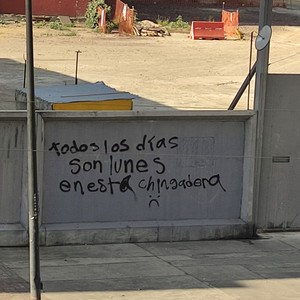 todos los días
son lunes
en esta chingadera
:(